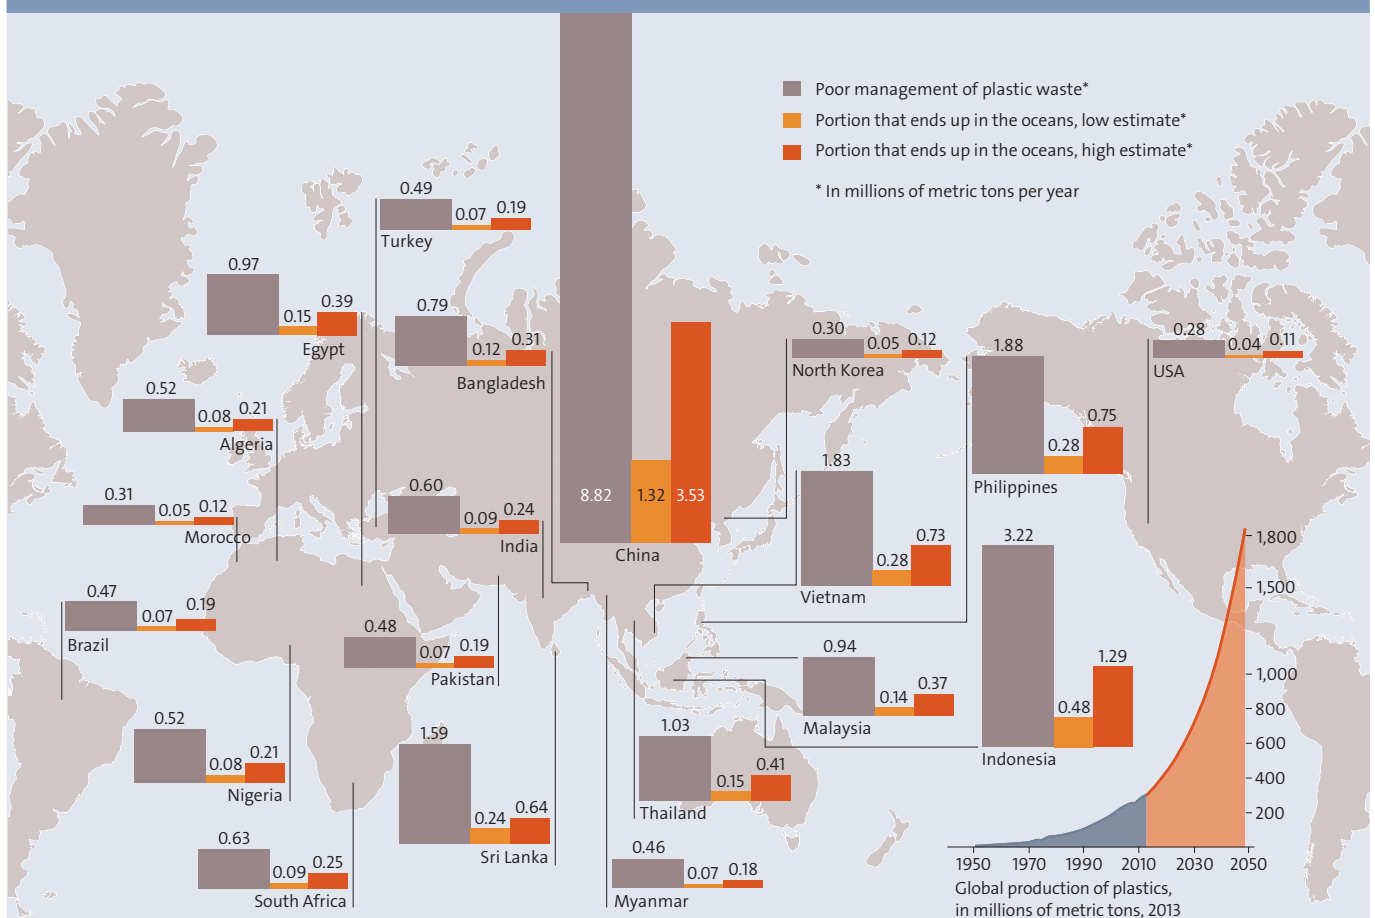 Poor management of plastic waste*
Portion that ends up in the oceans, low estimate*
Portion that ends up in the oceans, high estimate*
* In millions of metric tons per year
0.49
0.07
0.19
Turkey
0.97
0.15
0.39
Egypt
0.79
0.12
0.31
Bangladesh
0.30
0.05
0.12
North Korea
1.88
0.28
0.75
Philippines
0.28
0.04
0.11
USA
0.52
0.08
0.21
Algeria
0.31
0.05
0.12
Morocco
0.60
0.09
0.24
India
8.82
1.32
3.53
China
1.83
0.28
0.73
Vietnam
3.22
0.48
1.29
Indonesia
0.47
0.07
0.19
Brazil
0.48
0.07
0.19
Pakistan
0.94
0.14
0.37
Malaysia
0.52
0.08
0.21
Nigeria
1.59
0.24
0.64
Sri Lanka
1.03
0.15
0.41
Thailand
0.63
0.09
0.25
South Africa
0.46
0.07
0.18
Myanmar
1,800
1,500
1,000
800
600
400
200
1950
1970
1990
2010
2030
2050
Global production of plastics,
in millions of metric tons, 2013